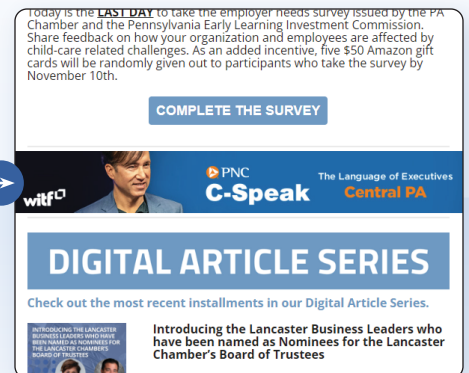 Today is the LAST DAY to take the employer needs survey issued by the PA
Chamber and the Pennsylvania Early Learning Investment Commission.
Share feedback on how your organization and employees are affected by
child-care related challenges. As an added incentive, five $50 Amazon gift
cards will be randomly given out to participants who take the survey by
November 10th.
COMPLETE THE SURVEY
witf
PNC
C-Speak
The Language of Executives
Central PA
DIGITAL ARTICLE SERIES
Check out the most recent installments in our Digital Article Series.
INTRODUCING THE LANCASTER
BUSINESS LEADERS WHO HAVE
BEEN NAMED AS NOMINEES FOR
THE LANCASTER CHAMBER'S
BOARD OF TRUSTEES
Introducing the Lancaster Business Leaders who
have been named as Nominees for the Lancaster
Chamber's Board of Trustees